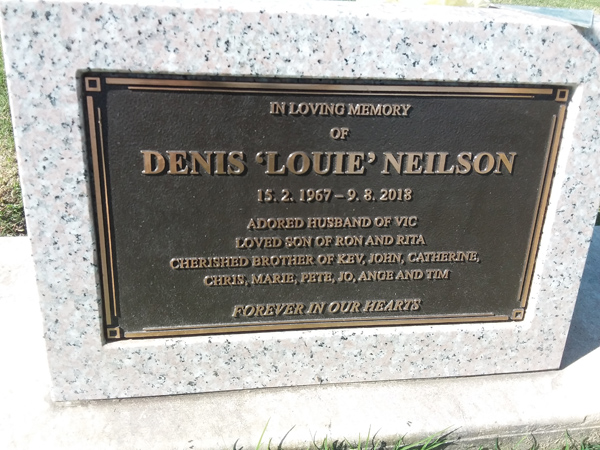 IN LOVING MEMORY
OF
DENIS ‘LOUIE’ NEILSON
15. 2. 1967 – 9. 8. 2018
ADORED HUSBAND OF VIC
LOVED SON OF RON AND RITA
CHERISHED BROTHER OF KEV, JOHN, CATHERINE,
CHRIS, MARIE, PETE, JO, ANGE AND TIM
FOREVER IN OUR HEARTS